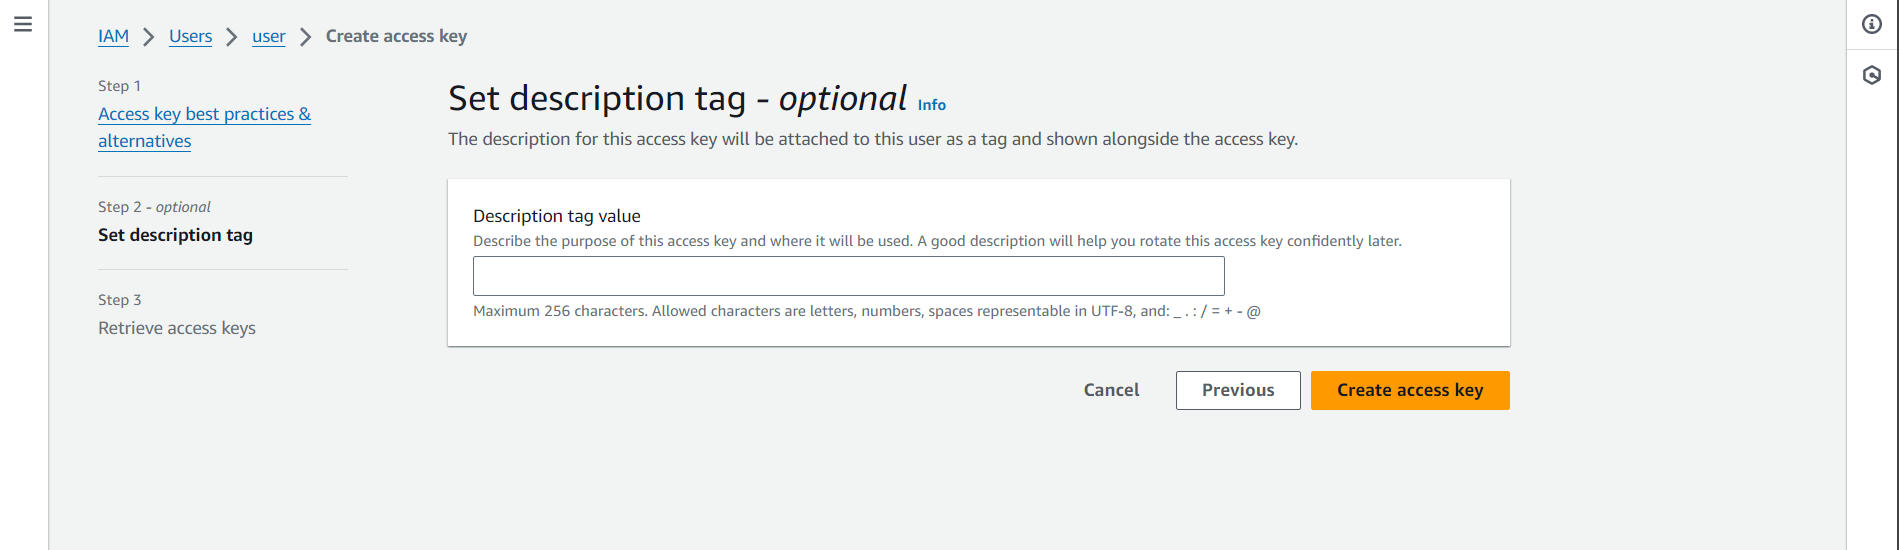 IAM > Users > user > Create access key
Step 1
Access key best practices &
alternatives
Step 2 - optional
Set description tag
Step 3
Retrieve access keys
Set description tag - optional Info
The description for this access key will be attached to this user as a tag and shown alongside the access key.
Description tag value
Describe the purpose of this access key and where it will be used. A good description will help you rotate this access key confidently later.
Maximum 256 characters. Allowed characters are letters, numbers, spaces representable in UTF-8, and: _ . : / = + - @
Cancel Previous Create access key